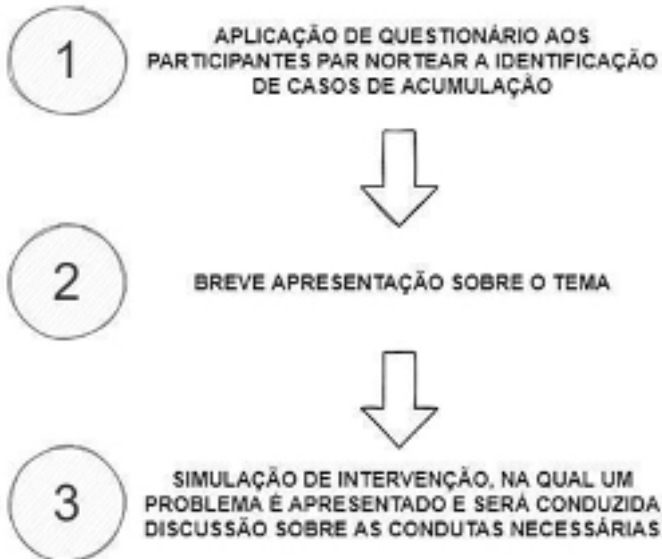 1
APLICAÇÃO DE QUESTIONÁRIO AOS
PARTICIPANTES PAR NORTEAR A IDENTIFICAÇÃO
DE CASOS DE ACUMULAÇÃO
2
BREVE APRESENTAÇÃO SOBRE O TEMA
3
SIMULAÇÃO DE INTERVENÇÃO, NA QUAL UM
PROBLEMA É APRESENTADO E SERÁ CONDUZIDA
DISCUSSÃO SOBRE AS CONDUTAS NECESSÁRIAS